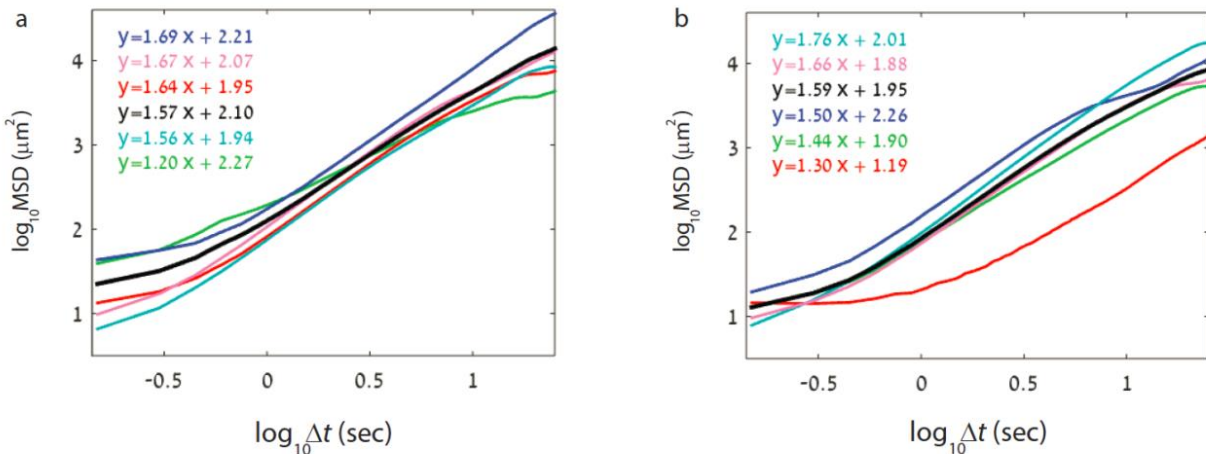 a
y=1.69 x + 2.21
y=1.67 x + 2.07
y=1.64 x + 1.95
y=1.57 x + 2.10
y=1.56 x + 1.94
y=1.20 x + 2.27
4
3
2
1
-0.5 0 0.5 1
log₁₀MSD (μm²)
log₁₀Δt (sec)
b
y=1.76 x + 2.01
y=1.66 x + 1.88
y=1.59 x + 1.95
y=1.50 x + 2.26
y=1.44 x + 1.90
y=1.30 x + 1.19
4
3
2
1
-0.5 0 0.5 1
log₁₀MSD (μm²)
log₁₀Δt (sec)